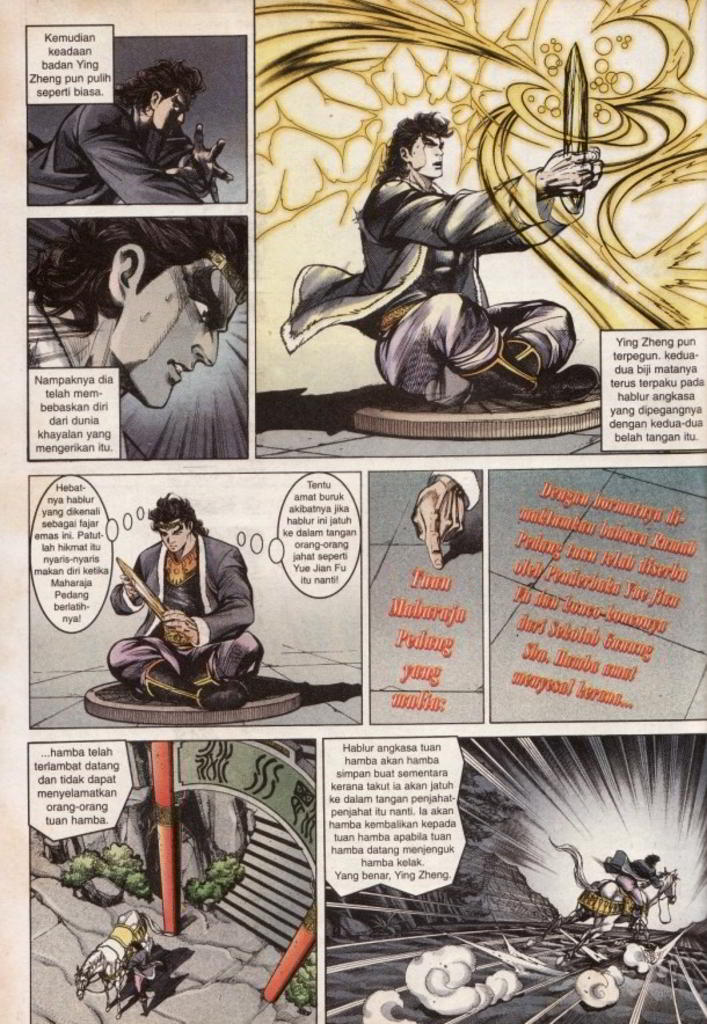 Kemudian
keadaan
badan Ying
Zheng pun pulih
seperti biasa.
Nampaknya dia
telah mem-
bebaskan diri
dari dunia
khayalan yang
mengerikan itu.
Ying Zheng pun
terpegun. kedua-
dua biji matanya
terus terpaku pada
hablur angkasa
yang dipegangnya
dengan kedua-dua
belah tangan itu.
Hebat-
nya hablur
yang dikenali
sebagai fajar
emas ini. Patut-
lah hikmat itu
nyaris-nyaris
makan diri ketika
Maharaja
Pedang
berlatih-
nya!
Tentu
amat buruk
akibatnya jika
hablur ini jatuh
ke dalam tangan
orang-orang
jahat seperti
Yue Jian Fu
itu nanti!
Tuan
Maharaja
Pedang
yang
mulia:
Dengan hormatnya di-
maklumkan bahawa Rumah
Pedang tuan telah diserbu
oleh Penderhaka Yue Jian
Fu dan konco-konconya
dari Sekolah Gunung
Shu. Hamba amat
menyesal kerana...
...hamba telah
terlambat datang
dan tidak dapat
menyelamatkan
orang-orang
tuan hamba.
Hablur angkasa tuan
hamba akan hamba
simpan buat sementara
kerana takut ia akan jatuh
ke dalam tangan penjahat-
penjahat itu nanti. Ia akan
hamba kembalikan kepada
tuan hamba apabila tuan
hamba datang menjenguk
hamba kelak.
Yang benar, Ying Zheng.